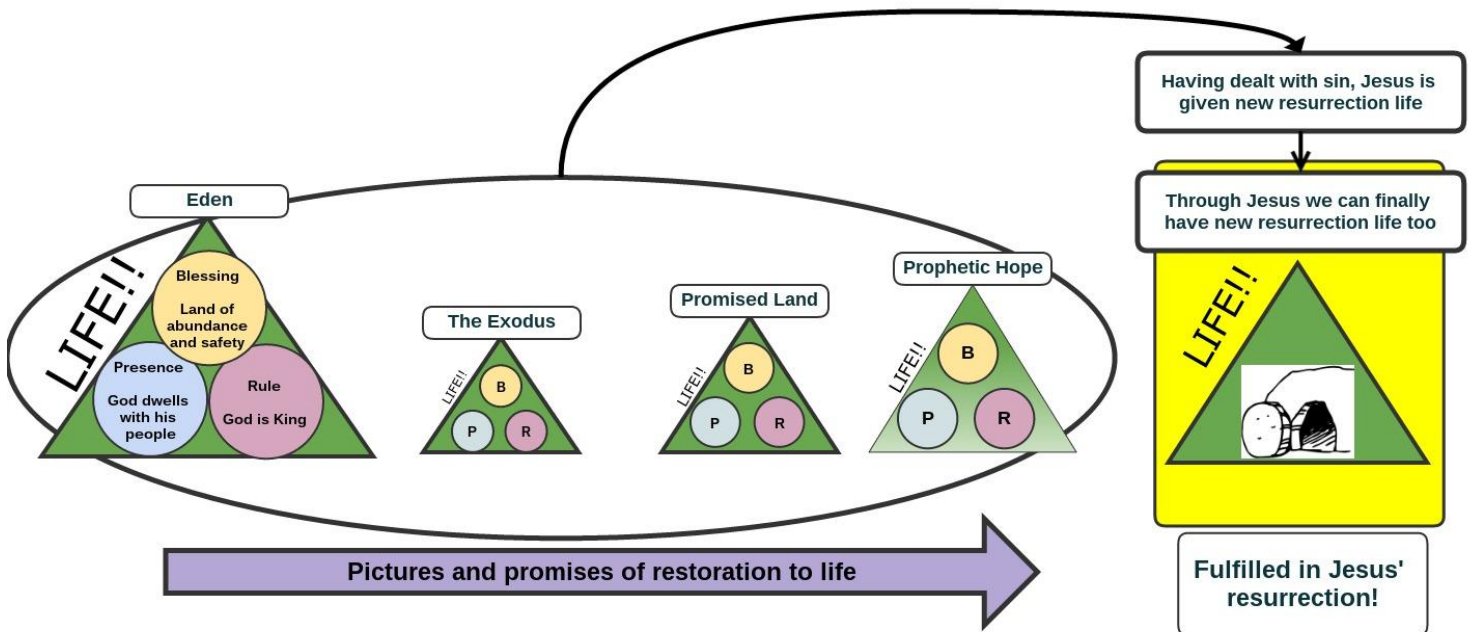 Having dealt with sin, Jesus is
given new resurrection life
Through Jesus we can finally
have new resurrection life too
Eden
LIFE!!
Blessing
Land of
abundance
and safety
Presence
God dwells
with his
people
Rule
God is King
The Exodus
LIFE!!
B
P
R
Promised Land
LIFE!!
B
P
R
Prophetic Hope
LIFE!!
B
P
R
LIFE!!
Pictures and promises of restoration to life
Fulfilled in Jesus'
resurrection!